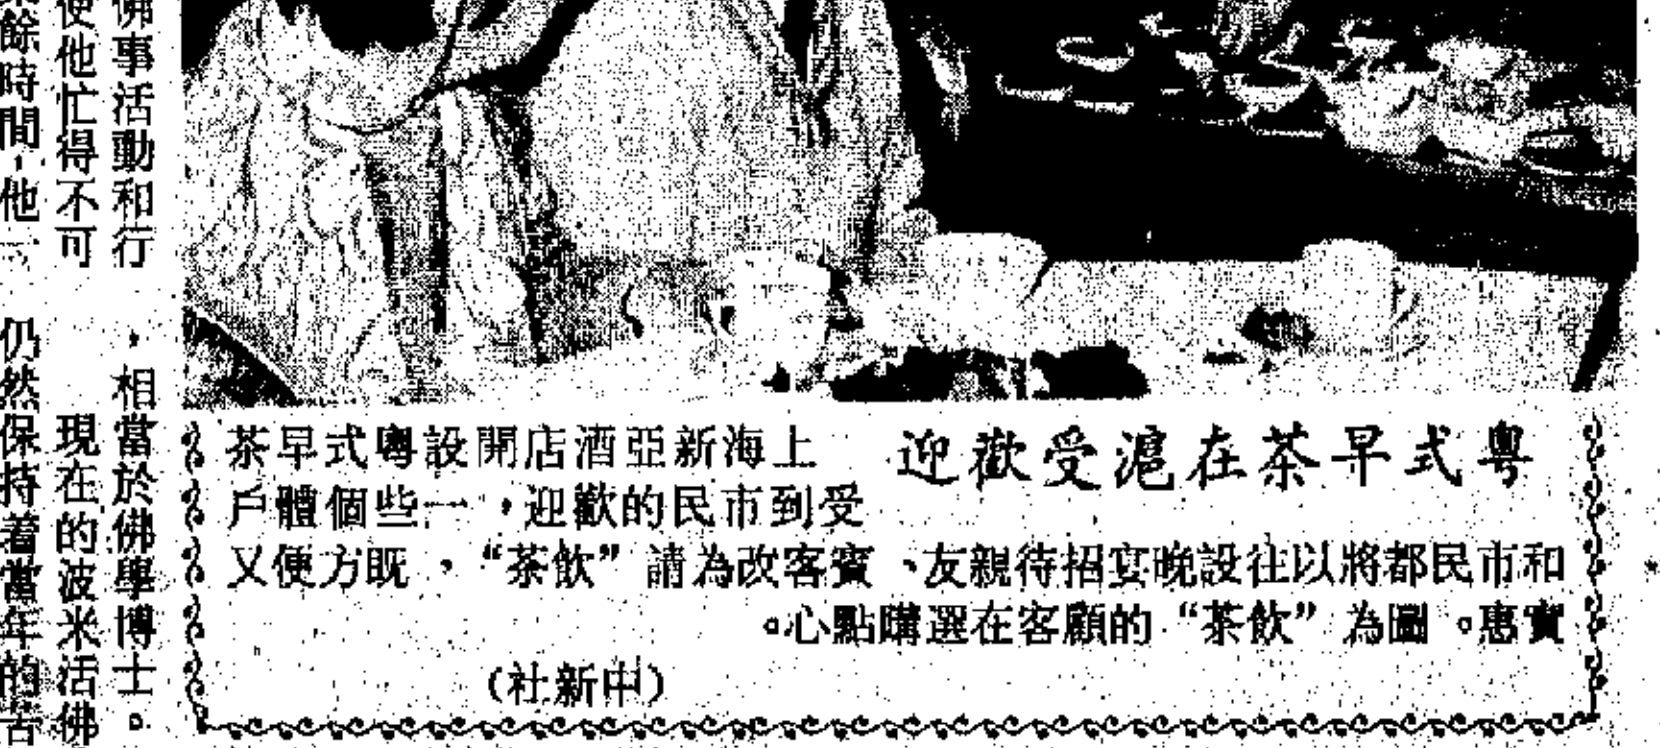 佛事活動和行
使他忙得不可
餘時間，他
，相當於佛學博士。
現在的波米活佛
仍然保持着當年的苦
粵式早茶在滬受歡迎
上海新亞酒店開設粵式早茶
受到市民的歡迎，一些個體戶
和市民都將以往設晚宴招待親友、賓客改為請“飲茶”，既方便又
實惠。圖為“飲茶”的顧客在選購點心。
(中新社)